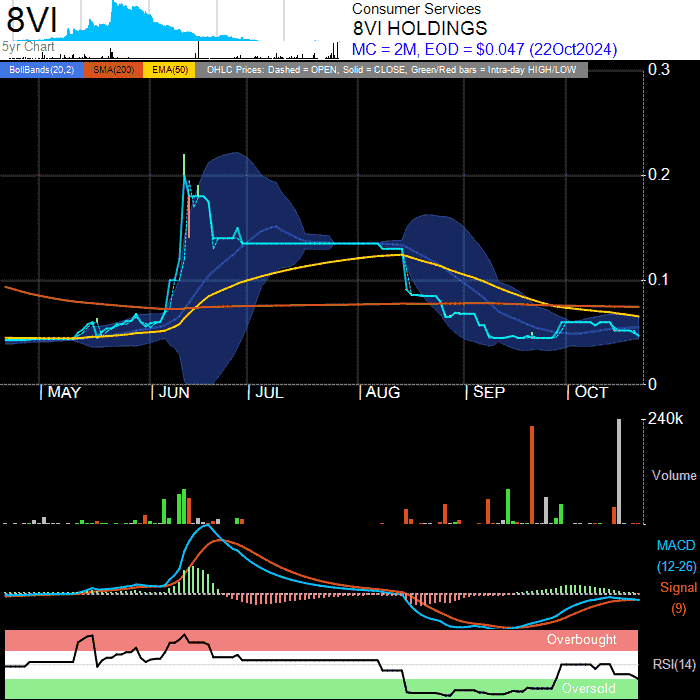 8VI
Consumer Services
8VI HOLDINGS
5yr Chart
MC = 2M, EOD = $0.047 (22Oct2024)
BollBands(20,2) SMA(200) EMA(50) OHLC Prices: Dashed = OPEN, Solid = CLOSE, Green/Red bars = Intra-day HIGH/LOW
0.3
0.2
0.1
0
MAY JUN JUL AUG SEP OCT
240k
Volume
MACD
(12-26)
Signal
(9)
Overbought
RSI(14)
Oversold